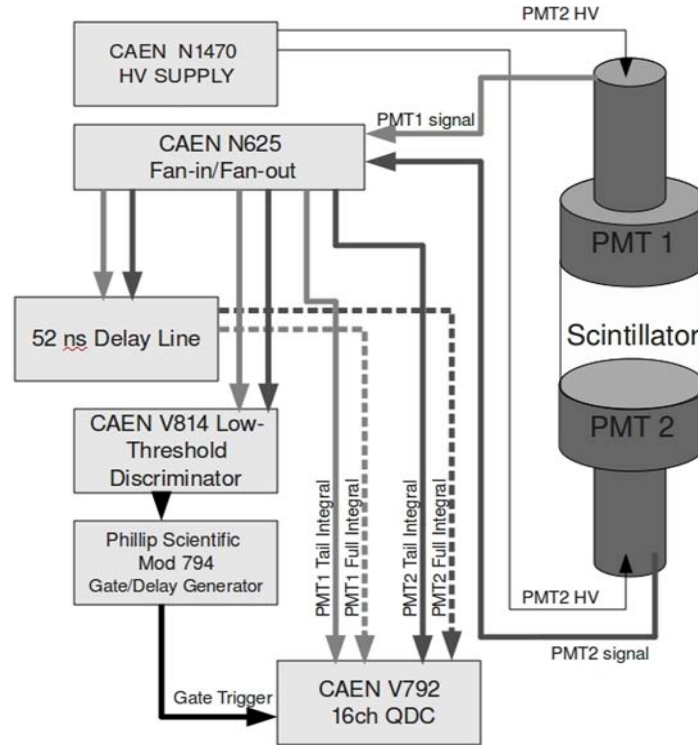 PMT2 HV
CAEN N1470
HV SUPPLY
PMT1 signal
CAEN N625
Fan-in/Fan-out
PMT 1
52 ns Delay Line
Scintillator
CAEN V814 Low-
Threshold
Discriminator
PMT 2
Phillip Scientific
Mod 794
Gate/Delay Generator
PMT1 Tail Integral
PMT1 Full Integral
PMT2 Tail Integral
PMT2 Full Integral
PMT2 HV
PMT2 signal
Gate Trigger
CAEN V792
16ch QDC